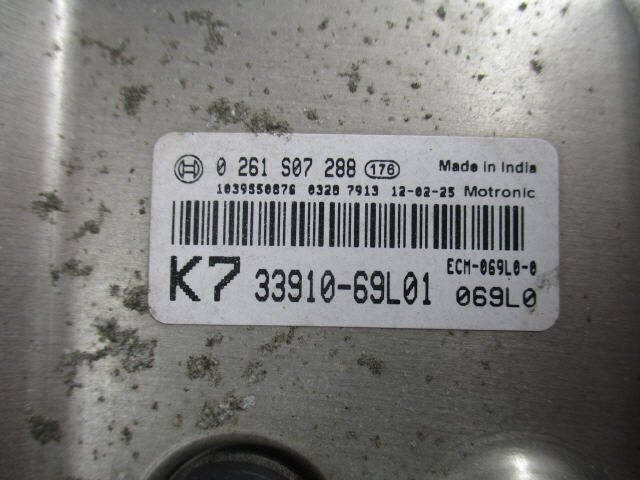 0 261 S07 288 176 Made in India
1039S50876 0328 7913 12-02-25 Motronic
ECM-069L0-0
K7 33910-69L01 069L0